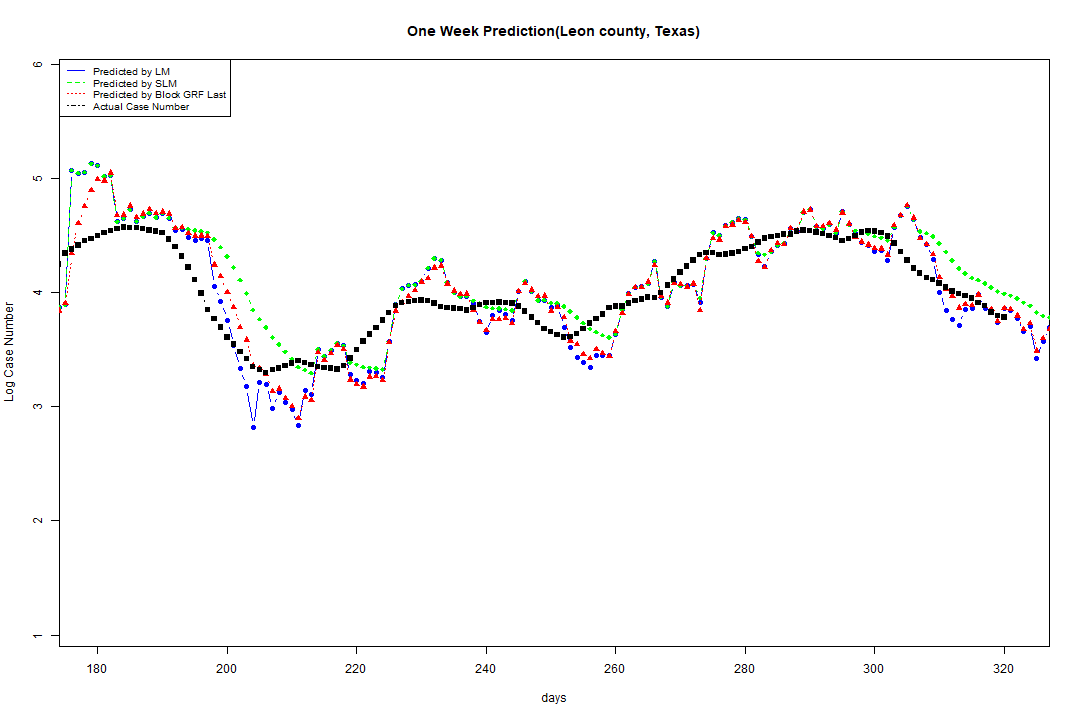 One Week Prediction(Leon county, Texas)
Predicted by LM
Predicted by SLM
Predicted by Block GRF Last
Actual Case Number
6
5
4
3
2
1
Log Case Number
180 200 220 240 260 280 300 320
days